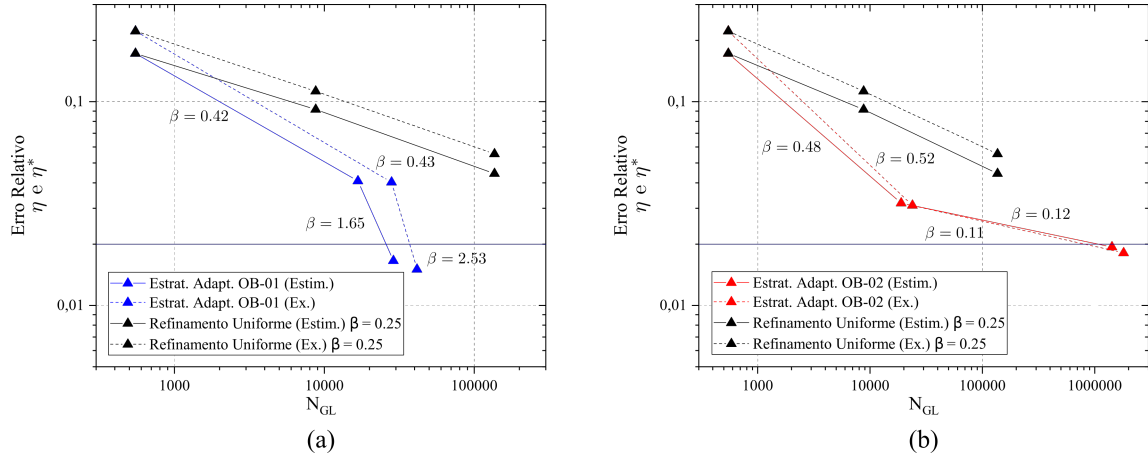 0,1
0,01
Erro Relativo
η e η*
β = 0.42
β = 0.43
β = 1.65
β = 2.53
Estrat. Adapt. OB-01 (Estim.)
Estrat. Adapt. OB-01 (Ex.)
Refinamento Uniforme (Estim.) β = 0.25
Refinamento Uniforme (Ex.) β = 0.25
1000 10000 100000
N_GL
(a)
0,1
0,01
Erro Relativo
η e η*
β = 0.48
β = 0.52
β = 0.12
β = 0.11
Estrat. Adapt. OB-02 (Estim.)
Estrat. Adapt. OB-02 (Ex.)
Refinamento Uniforme (Estim.) β = 0.25
Refinamento Uniforme (Ex.) β = 0.25
1000 10000 100000 1000000
N_GL
(b)